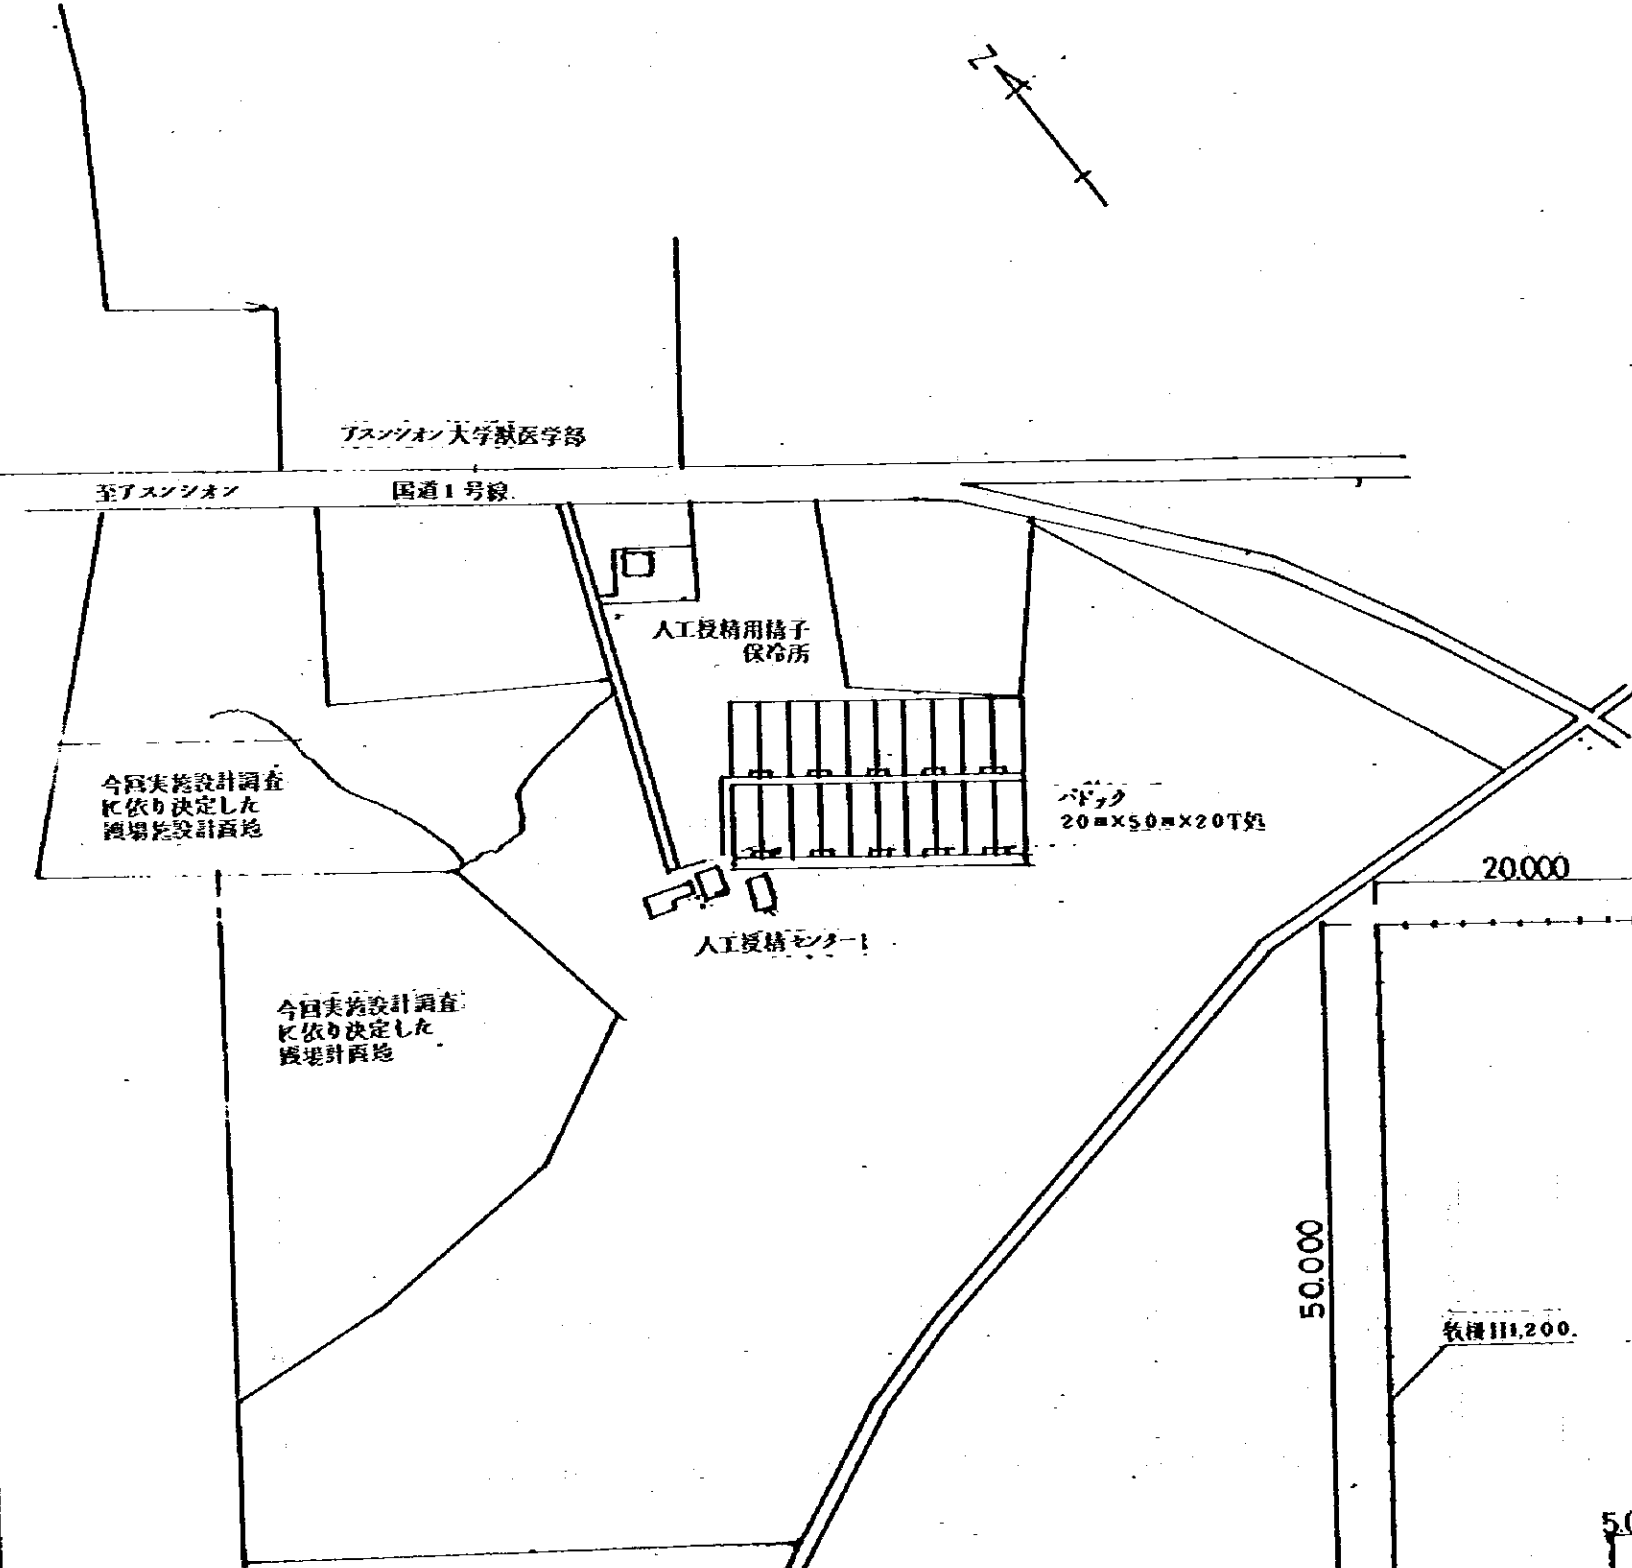 N
アスンシオン大学獣医学部
至アスンシオン
国道1号線
人工授精用精子
保冷所
今回実施設計調査
に依り決定した
圃場施設計画地
パドック
20m×50m×20ケ処
20.000
人工授精センター
今回実施設計調査
に依り決定した
圃場計画地
50.000
牧柵H1,200